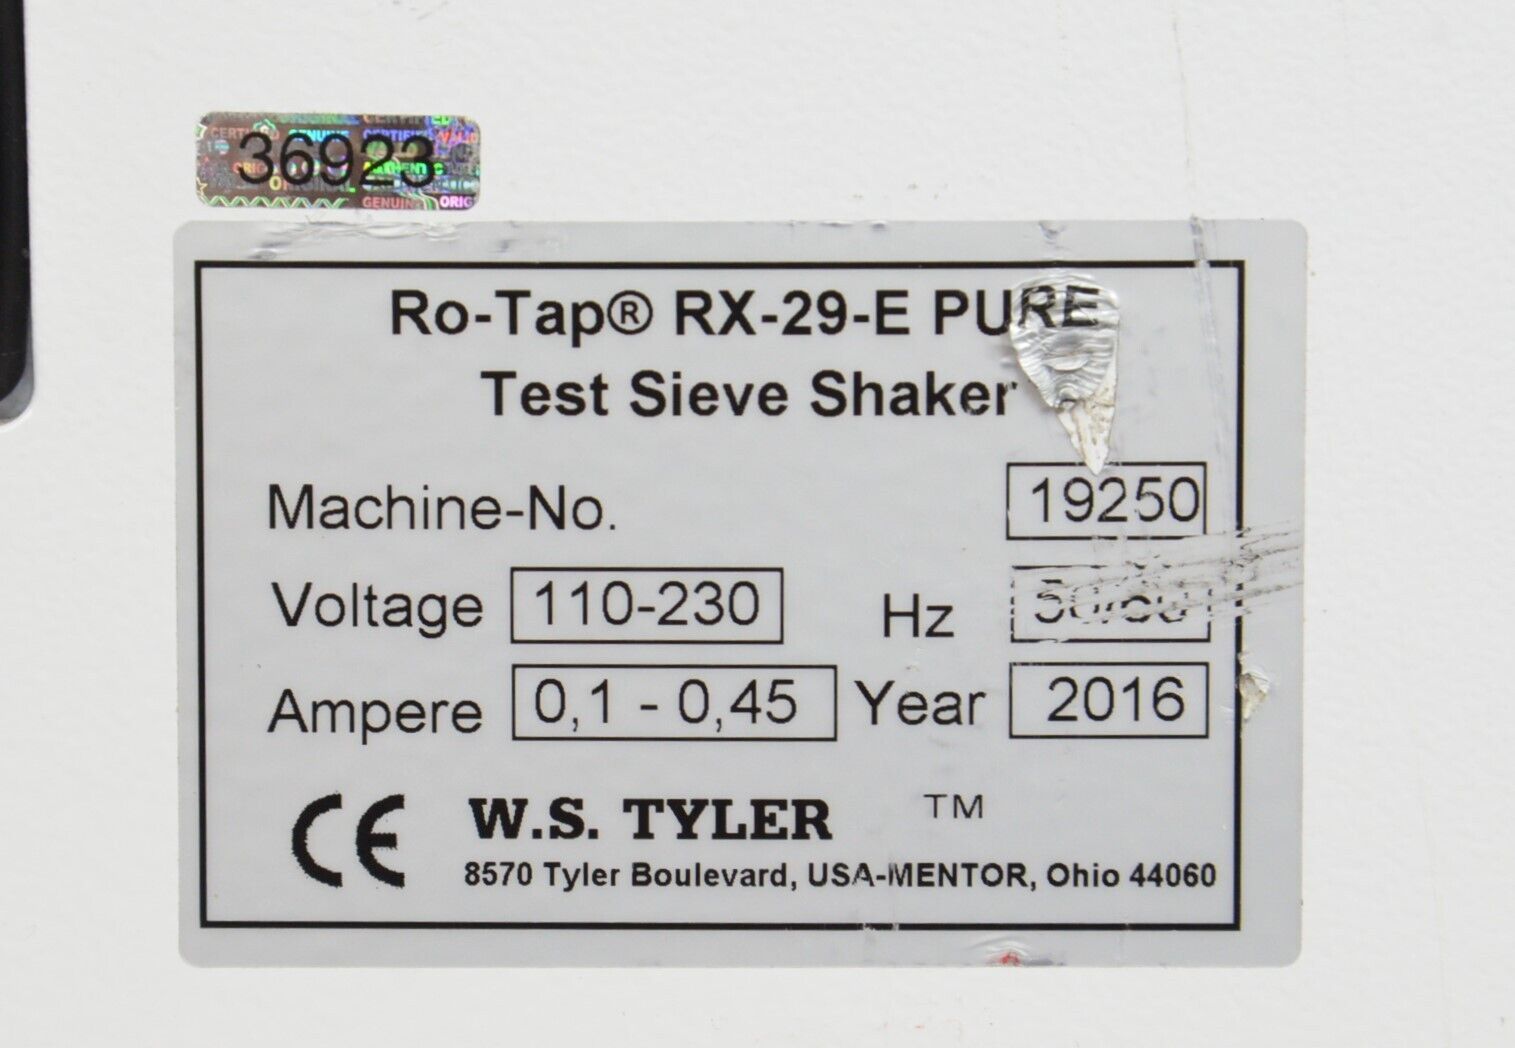 36923
Ro-Tap® RX-29-E PURE
Test Sieve Shaker
Machine-No. 19250
Voltage 110-230 Hz
Ampere 0,1 - 0,45 Year 2016
CE W.S. TYLER ™
8570 Tyler Boulevard, USA-MENTOR, Ohio 44060